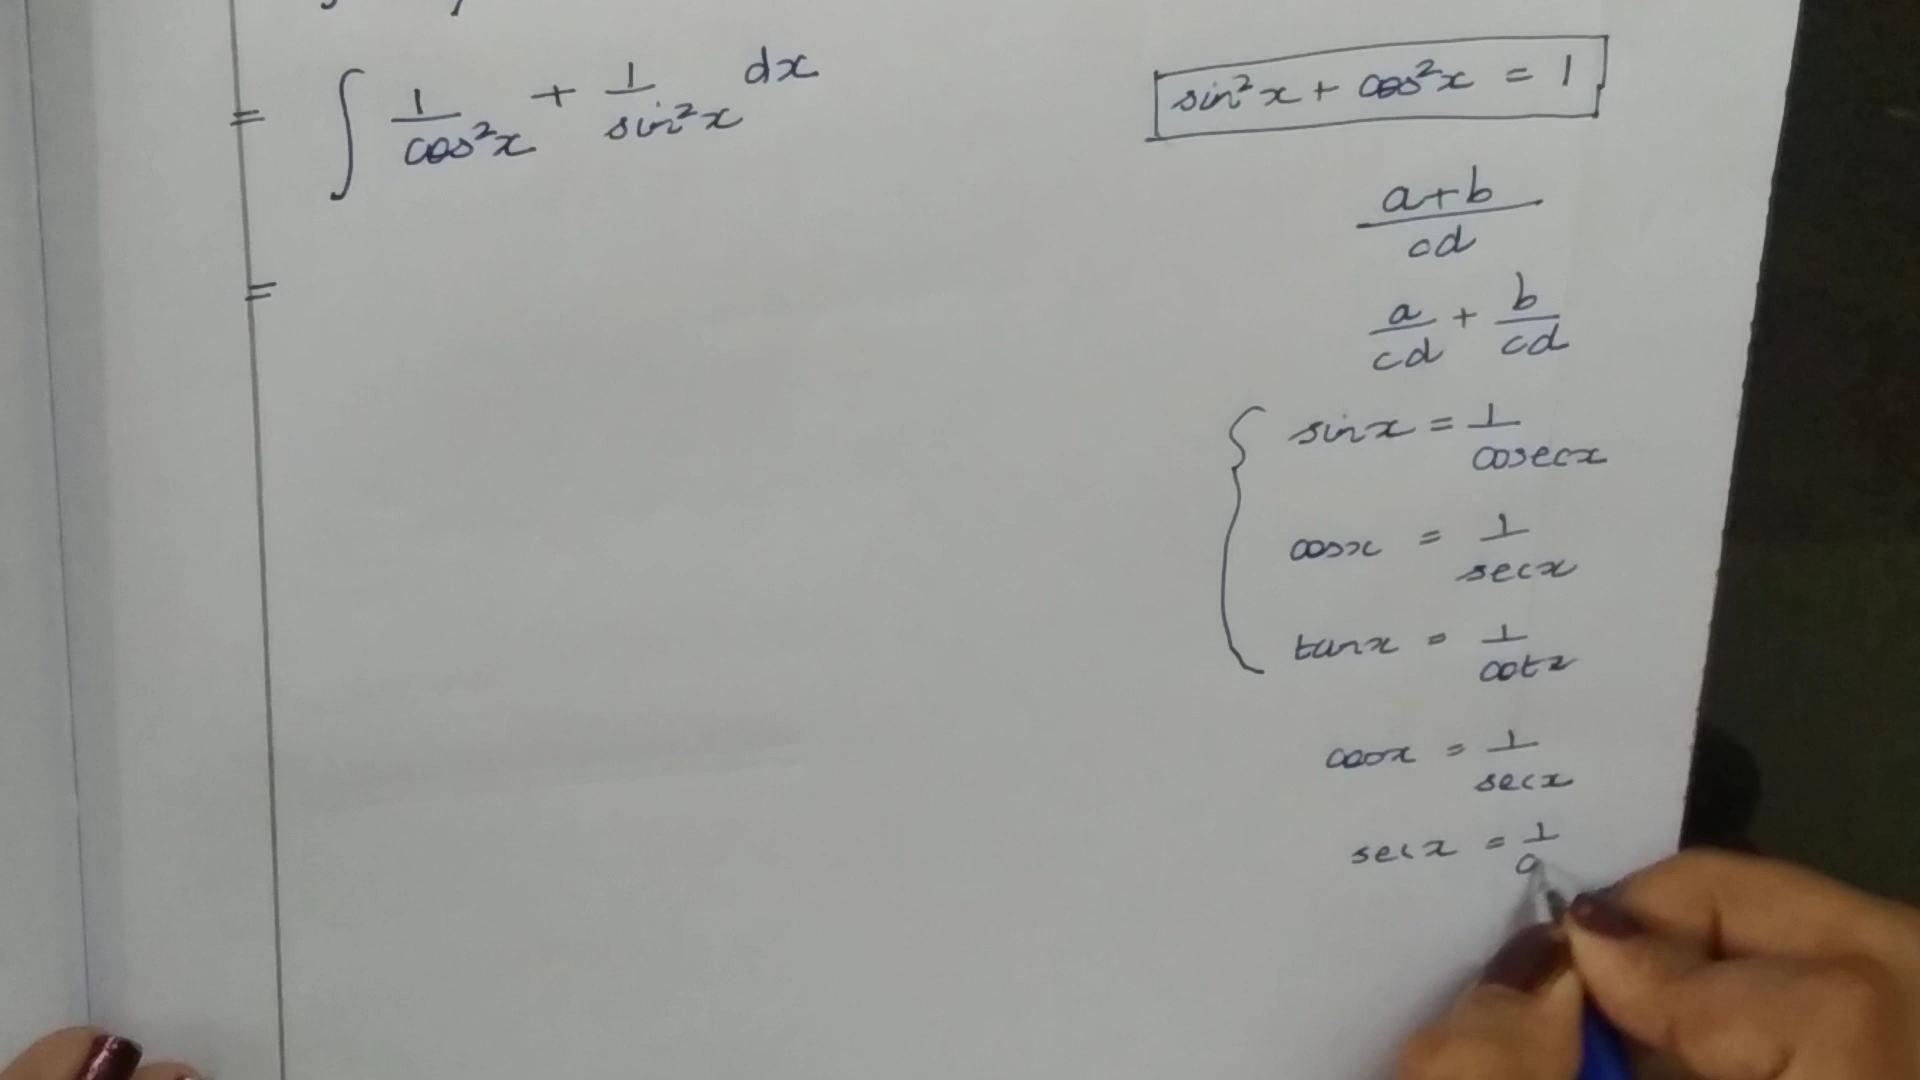 = ∫ 1/cos²x + 1/sin²x dx
=
sin²x + cos²x = 1
a+b/cd
a/cd + b/cd
sinx = 1/cosecx
cosx = 1/secx
tanx = 1/cotx
cosx = 1/secx
secx = 1/c